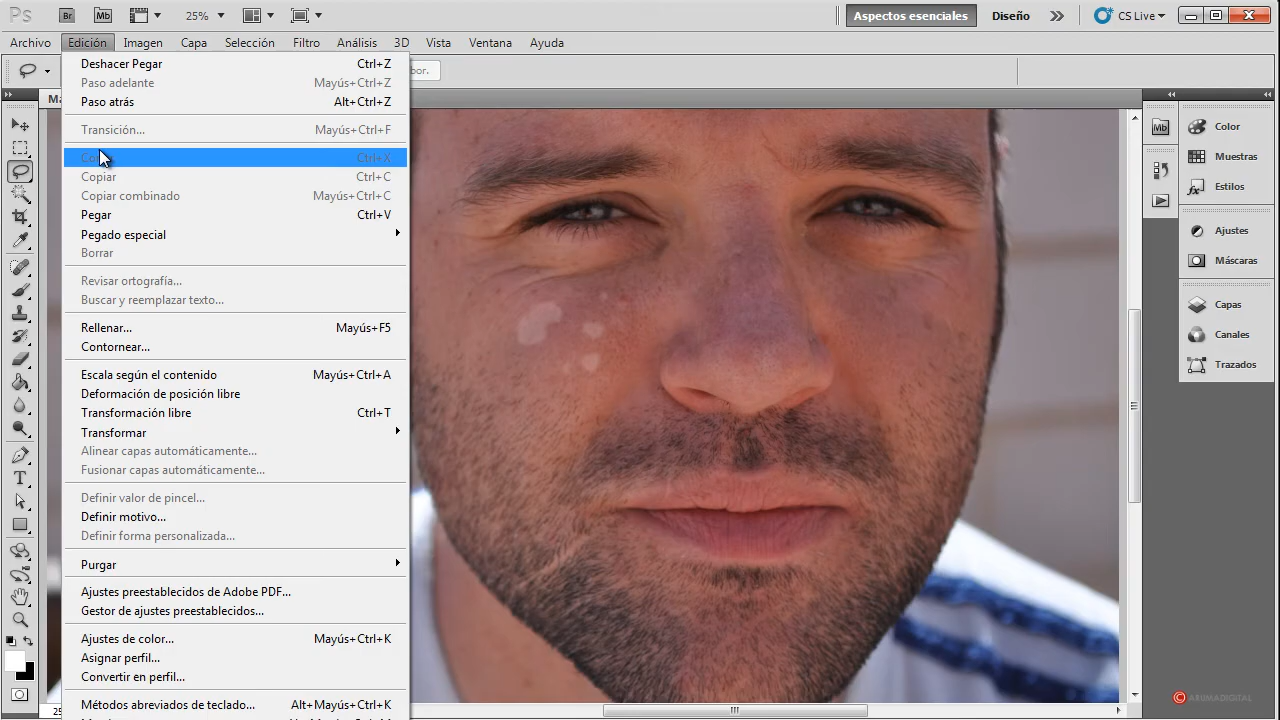 Ps
Br
Mb
25%
Aspectos esenciales
Diseño
CS Live
Archivo
Edición
Imagen
Capa
Selección
Filtro
Análisis
3D
Vista
Ventana
Ayuda
bor.
Deshacer Pegar Ctrl+Z
Paso adelante Mayús+Ctrl+Z
Paso atrás Alt+Ctrl+Z
Transición... Mayús+Ctrl+F
Ctrl+X
Copiar Ctrl+C
Copiar combinado Mayús+Ctrl+C
Pegar Ctrl+V
Pegado especial
Borrar
Revisar ortografía...
Buscar y reemplazar texto...
Rellenar... Mayús+F5
Contornear...
Escala según el contenido Mayús+Ctrl+A
Deformación de posición libre
Transformación libre Ctrl+T
Transformar
Alinear capas automáticamente...
Fusionar capas automáticamente...
Definir valor de pincel...
Definir motivo...
Definir forma personalizada...
Purgar
Ajustes preestablecidos de Adobe PDF...
Gestor de ajustes preestablecidos...
Ajustes de color... Mayús+Ctrl+K
Asignar perfil...
Convertir en perfil...
Métodos abreviados de teclado... Alt+Mayús+Ctrl+K
Mb
Color
Muestras
Estilos
Ajustes
Máscaras
Capas
Canales
Trazados
© ARUMADIGITAL